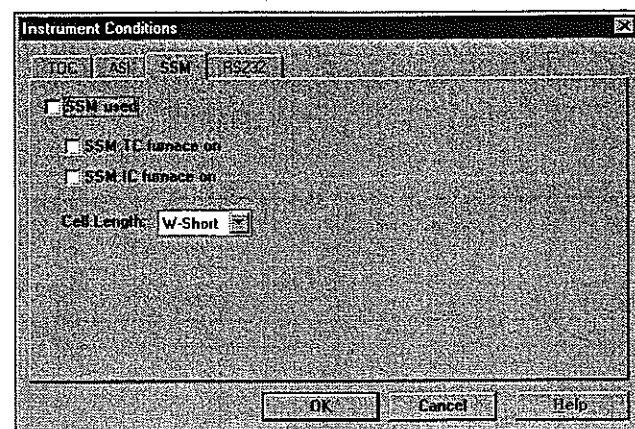 Instrument Conditions
TOC ASI SSM RS232
SSM used
SSM TC furnace on
SSM IC furnace on
Cell Length: W-Short
OK Cancel Help